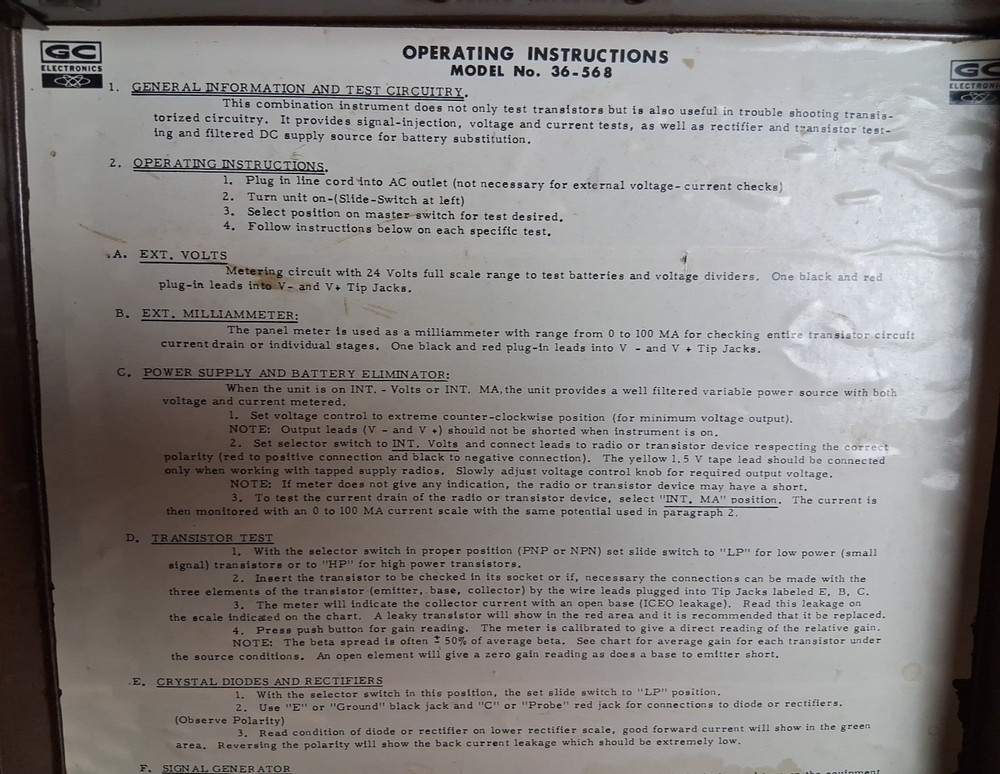 GC
ELECTRONICS
OPERATING INSTRUCTIONS
MODEL No. 36-568
GC
ELECTRONICS
1. GENERAL INFORMATION AND TEST CIRCUITRY.
This combination instrument does not only test transistors but is also useful in trouble shooting transis-
torized circuitry. It provides signal-injection, voltage and current tests, as well as rectifier and transistor test-
ing and filtered DC supply source for battery substitution.
2. OPERATING INSTRUCTIONS.
1. Plug in line cord into AC outlet (not necessary for external voltage-current checks)
2. Turn unit on-(Slide-Switch at left)
3. Select position on master switch for test desired.
4. Follow instructions below on each specific test.
A. EXT. VOLTS
Metering circuit with 24 Volts full scale range to test batteries and voltage dividers. One black and red
plug-in leads into V- and V+ Tip Jacks.
B. EXT. MILLIAMMETER:
The panel meter is used as a milliammeter with range from 0 to 100 MA for checking entire transistor circuit
current drain or individual stages. One black and red plug-in leads into V - and V + Tip Jacks.
C. POWER SUPPLY AND BATTERY ELIMINATOR:
When the unit is on INT. - Volts or INT. MA, the unit provides a well filtered variable power source with both
voltage and current metered.
1. Set voltage control to extreme counter-clockwise position (for minimum voltage output).
NOTE: Output leads (V - and V +) should not be shorted when instrument is on.
2. Set selector switch to INT. Volts and connect leads to radio or transistor device respecting the correct
polarity (red to positive connection and black to negative connection). The yellow 1.5 V tape lead should be connected
only when working with tapped supply radios. Slowly adjust voltage control knob for required output voltage.
NOTE: If meter does not give any indication, the radio or transistor device may have a short.
3. To test the current drain of the radio or transistor device, select "INT. MA" position. The current is
then monitored with an 0 to 100 MA current scale with the same potential used in paragraph 2.
D. TRANSISTOR TEST
1. With the selector switch in proper position (PNP or NPN) set slide switch to "LP" for low power (small
signal) transistors or to "HP" for high power transistors.
2. Insert the transistor to be checked in its socket or if, necessary the connections can be made with the
three elements of the transistor (emitter, base, collector) by the wire leads plugged into Tip Jacks labeled E, B, C.
3. The meter will indicate the collector current with an open base (ICEO leakage). Read this leakage on
the scale indicated on the chart. A leaky transistor will show in the red area and it is recommended that it be replaced.
4. Press push button for gain reading. The meter is calibrated to give a direct reading of the relative gain.
NOTE: The beta spread is often ± 50% of average beta. See chart for average gain for each transistor under
the source conditions. An open element will give a zero gain reading as does a base to emitter short.
E. CRYSTAL DIODES AND RECTIFIERS
1. With the selector switch in this position, the set slide switch to "LP" position.
2. Use "E" or "Ground" black jack and "C" or "Probe" red jack for connections to diode or rectifiers.
(Observe Polarity)
3. Read condition of diode or rectifier on lower rectifier scale, good forward current will show in the green
area. Reversing the polarity will show the back current leakage which should be extremely low.
F. SIGNAL GENERATOR